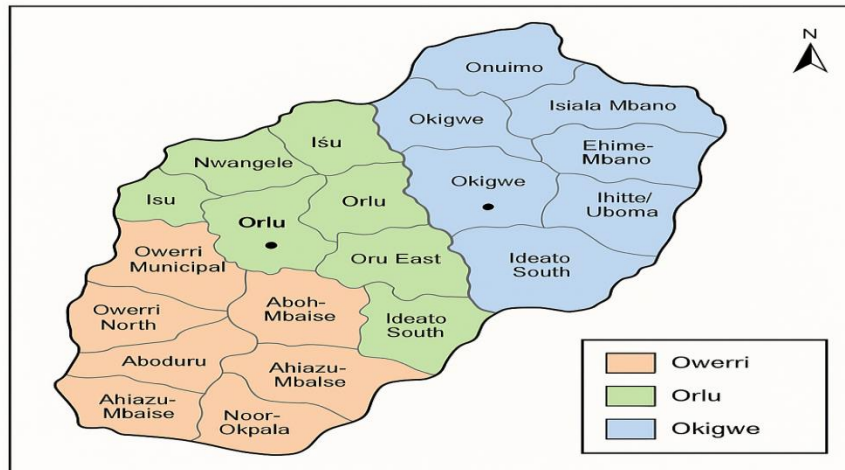 N
Onuimo
Okigwe
Isiala Mbano
Iśu
Ehime-
Mbano
Nwangele
Okigwe
Ihitte/
Uboma
Isu
Orlu
Orlu
Owerri
Municipal
Oru East
Ideato
South
Owerri
North
Aboh-
Mbaise
Ideato
South
Aboduru
Ahiazu-
Mbalse
Ahiazu-
Mbaise
Noor-
Okpala
Owerri
Orlu
Okigwe